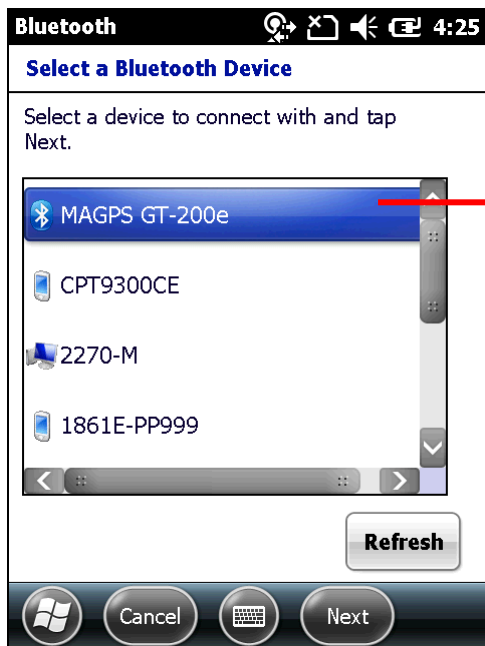 Bluetooth 4:25
Select a Bluetooth Device
Select a device to connect with and tap
Next.
MAGPS GT-200e
CPT9300CE
2270-M
1861E-PP999
Refresh
Cancel Next